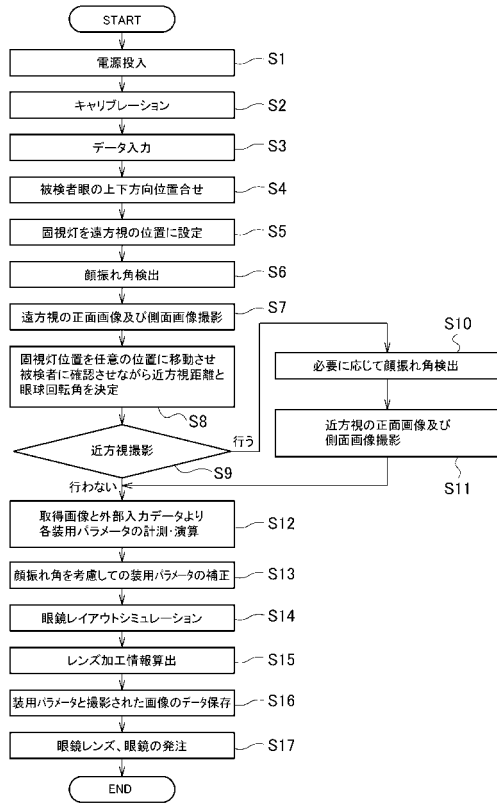 START
電源投入
S1
キャリブレーション
S2
データ入力
S3
被検者眼の上下方向位置合せ
S4
固視灯を遠方視の位置に設定
S5
顔振れ角検出
S6
遠方視の正面画像及び側面画像撮影
S7
固視灯位置を任意の位置に移動させ
被検者に確認させながら近方視距離と
眼球回転角を決定
S8
近方視撮影
S9
行う
行わない
必要に応じて顔振れ角検出
S10
近方視の正面画像及び
側面画像撮影
S11
取得画像と外部入力データより
各装用パラメータの計測・演算
S12
顔振れ角を考慮しての装用パラメータの補正
S13
眼鏡レイアウトシミュレーション
S14
レンズ加工情報算出
S15
装用パラメータと撮影された画像のデータ保存
S16
眼鏡レンズ、眼鏡の発注
S17
END